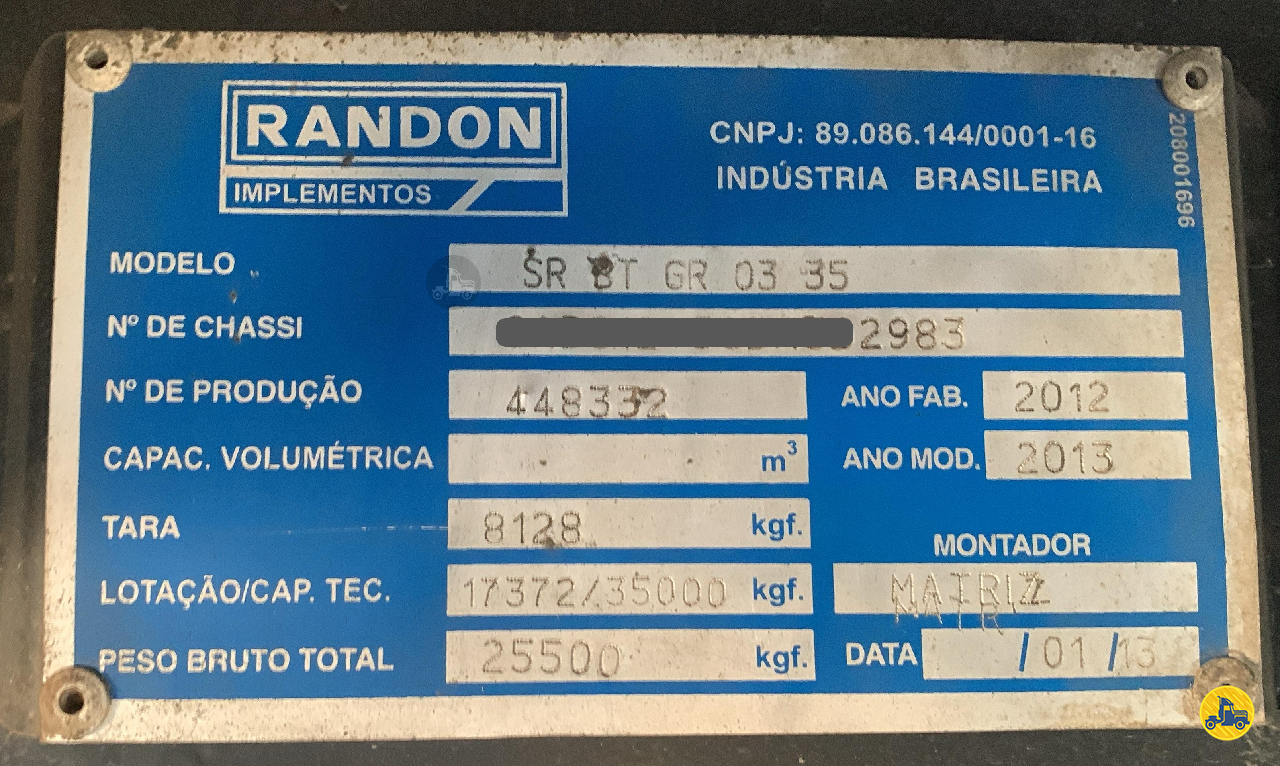 RANDON
IMPLEMENTOS
CNPJ: 89.086.144/0001-16
INDÚSTRIA BRASILEIRA
208001696
MODELO SR BT GR 03 35
Nº DE CHASSI 2983
Nº DE PRODUÇÃO 448332 ANO FAB. 2012
CAPAC. VOLUMÉTRICA m³ ANO MOD. 2013
TARA 8128 kgf.
MONTADOR
LOTAÇÃO/CAP. TEC. 17372/35000 kgf. MATRIZ
MATR
PESO BRUTO TOTAL 25500 kgf. DATA /01/13